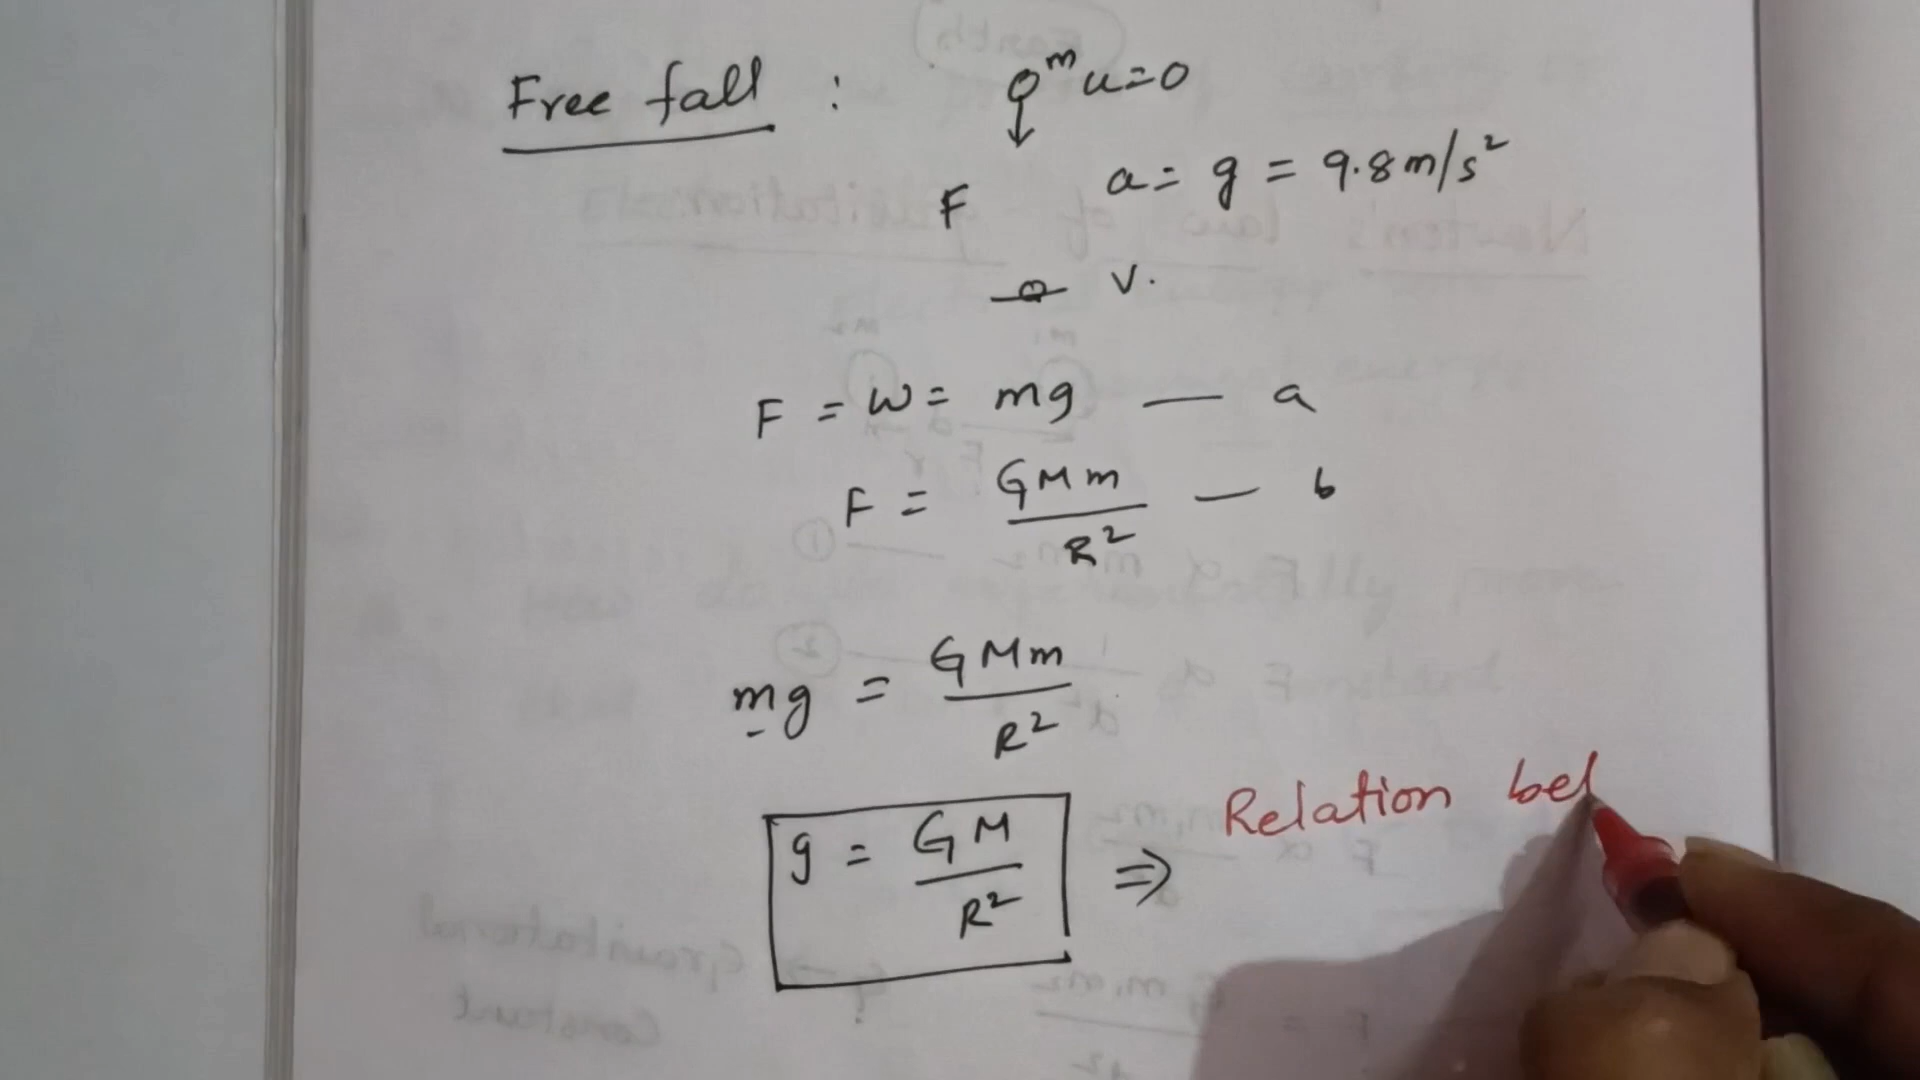 Free fall : m u=0
F a = g = 9.8 m/s²
v.
F = W = mg — a
F = GMm/R² — b
mg = GMm/R²
g = GM/R² ⇒ Relation bet